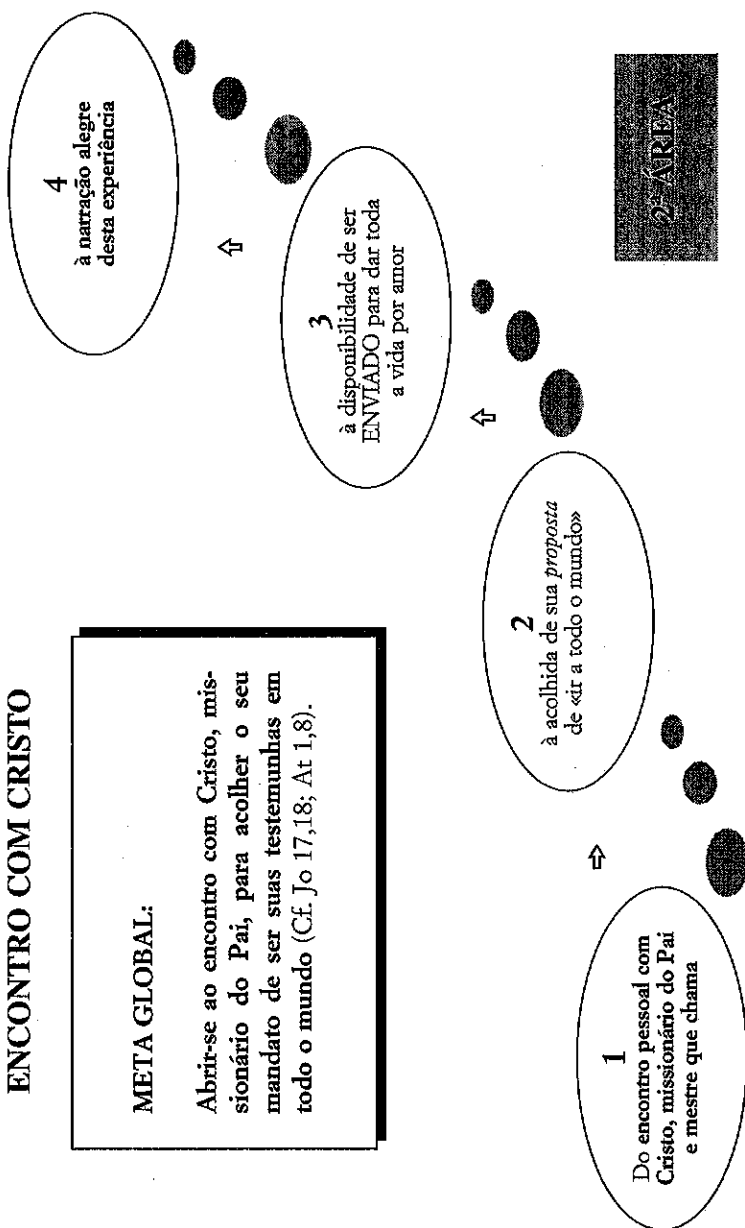 ENCONTRO COM CRISTO
META GLOBAL:
Abrir-se ao encontro com Cristo, mis-
sionário do Pai, para acolher o seu
mandato de ser suas testemunhas em
todo o mundo (Cf. Jo 17,18; At 1,8).
1
Do encontro pessoal com
Cristo, missionário do Pai
e mestre que chama
2
à acolhida de sua proposta
de «ir a todo o mundo»
3
à disponibilidade de ser
ENVIADO para dar toda
a vida por amor
4
à narração alegre
desta experiência
2ª ÁREA